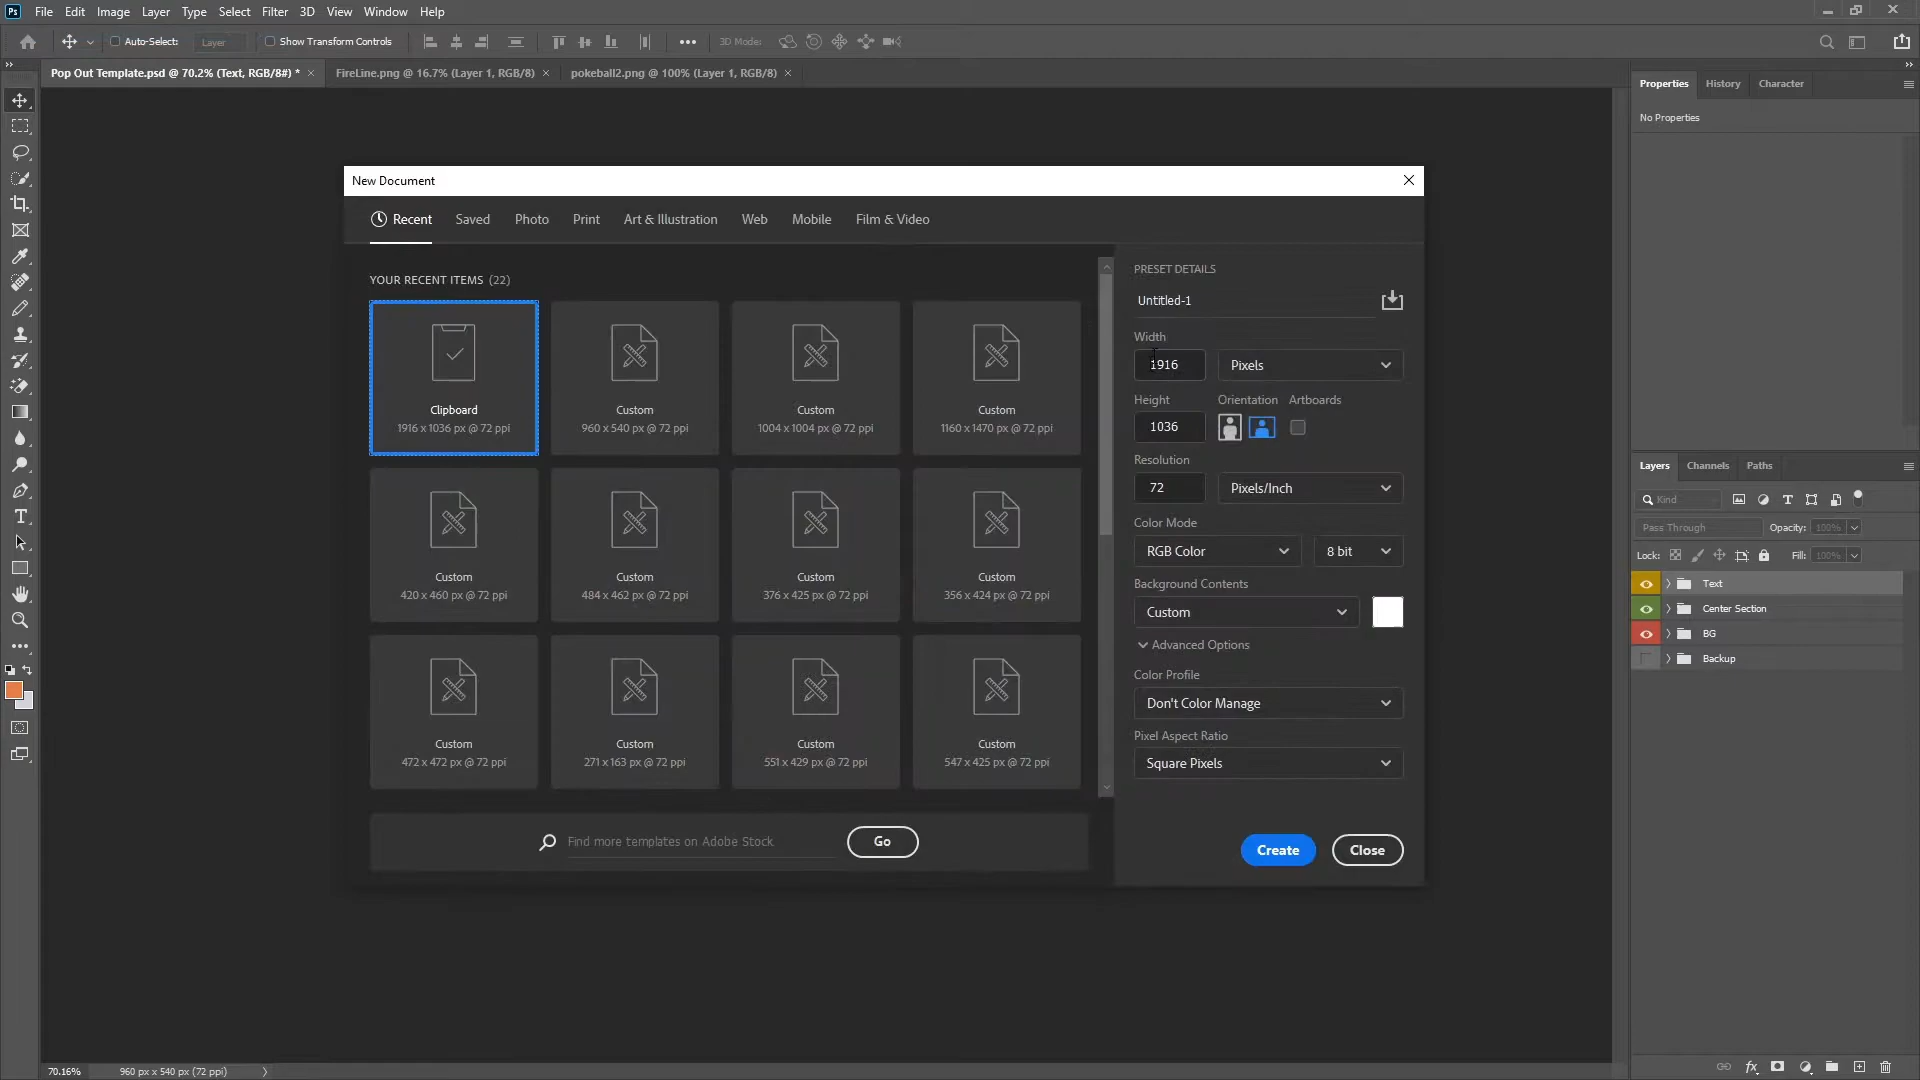 Ps File Edit Image Layer Type Select Filter 3D View Window Help
Auto-Select: Layer Show Transform Controls 3D Mode:
Pop Out Template.psd @ 70.2% (Text, RGB/8#) * FireLine.png @ 16.7% (Layer 1, RGB/8) pokeball2.png @ 100% (Layer 1, RGB/8)
Properties History Character
No Properties
New Document
Recent Saved Photo Print Art & Illustration Web Mobile Film & Video
YOUR RECENT ITEMS (22)
Clipboard
1916 x 1036 px @ 72 ppi
Custom
960 x 540 px @ 72 ppi
Custom
1004 x 1004 px @ 72 ppi
Custom
1160 x 1470 px @ 72 ppi
Custom
420 x 460 px @ 72 ppi
Custom
484 x 462 px @ 72 ppi
Custom
376 x 425 px @ 72 ppi
Custom
356 x 424 px @ 72 ppi
Custom
472 x 472 px @ 72 ppi
Custom
271 x 163 px @ 72 ppi
Custom
551 x 429 px @ 72 ppi
Custom
547 x 425 px @ 72 ppi
Find more templates on Adobe Stock Go
PRESET DETAILS
Untitled-1
Width
1916 Pixels
Height Orientation Artboards
1036
Resolution
72 Pixels/Inch
Color Mode
RGB Color 8 bit
Background Contents
Custom
Advanced Options
Color Profile
Don't Color Manage
Pixel Aspect Ratio
Square Pixels
Create Close
Layers Channels Paths
Kind
Pass Through Opacity: 100%
Lock: Fill: 100%
Text
Center Section
BG
Backup
70.16% 960 px x 540 px (72 ppi)